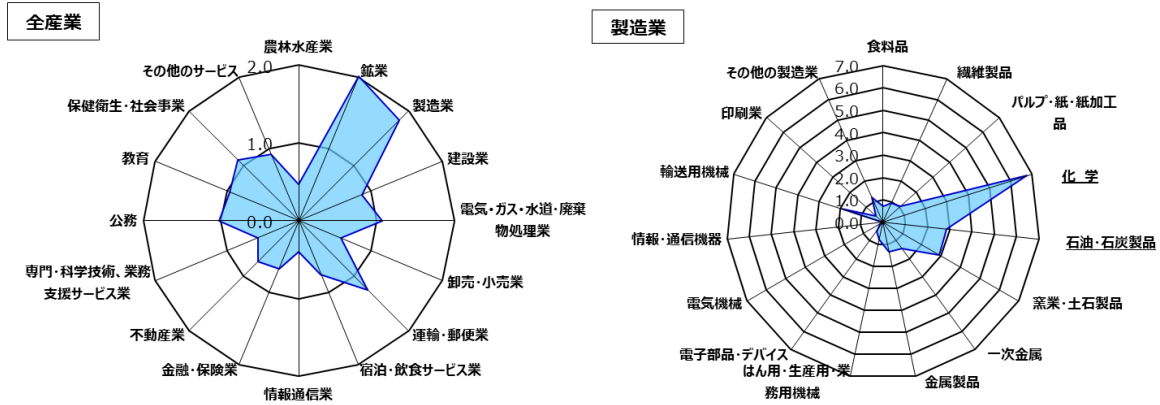 全産業
農林水産業
鉱業
製造業
建設業
電気・ガス・水道・廃棄
物処理業
卸売・小売業
運輸・郵便業
宿泊・飲食サービス業
情報通信業
金融・保険業
不動産業
専門・科学技術、業務
支援サービス業
公務
教育
保健衛生・社会事業
その他のサービス
2.0
1.0
0.0
製造業
食料品
繊維製品
パルプ・紙・紙加工
品
化 学
石油・石炭製品
窯業・土石製品
一次金属
金属製品
はん用・生産用・業
務用機械
電子部品・デバイス
電気機械
情報・通信機器
輸送用機械
印刷業
その他の製造業
7.0
6.0
5.0
4.0
3.0
2.0
1.0
0.0